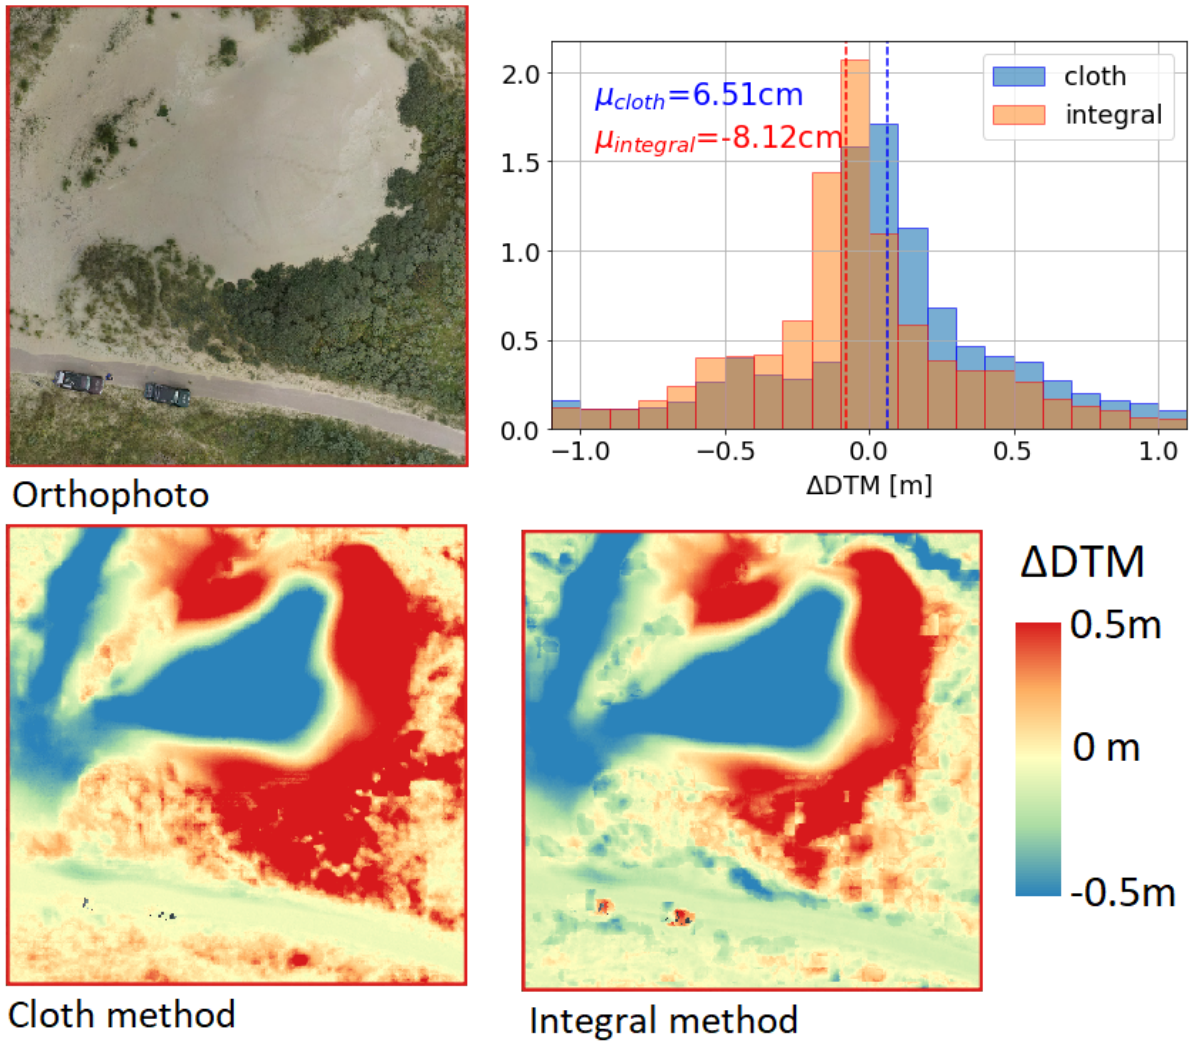 2.0
1.5
1.0
0.5
0.0
μcloth=6.51cm
μintegral=-8.12cm
cloth
integral
−1.0 −0.5 0.0 0.5 1.0
ΔDTM [m]
Orthophoto
ΔDTM
0.5m
0 m
-0.5m
Cloth method
Integral method